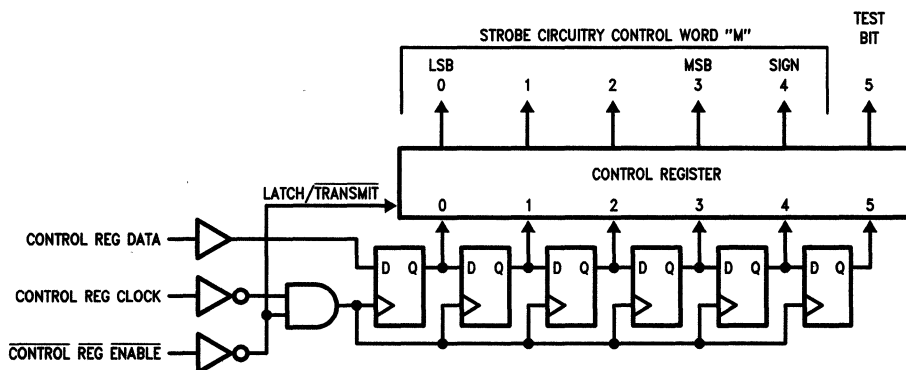 STROBE CIRCUITRY CONTROL WORD "M"
TEST
BIT
LSB MSB SIGN
0 1 2 3 4 5
CONTROL REGISTER
LATCH/TRANSMIT
0 1 2 3 4 5
CONTROL REG DATA
D Q D Q D Q D Q D Q D Q
CONTROL REG CLOCK
CONTROL REG ENABLE